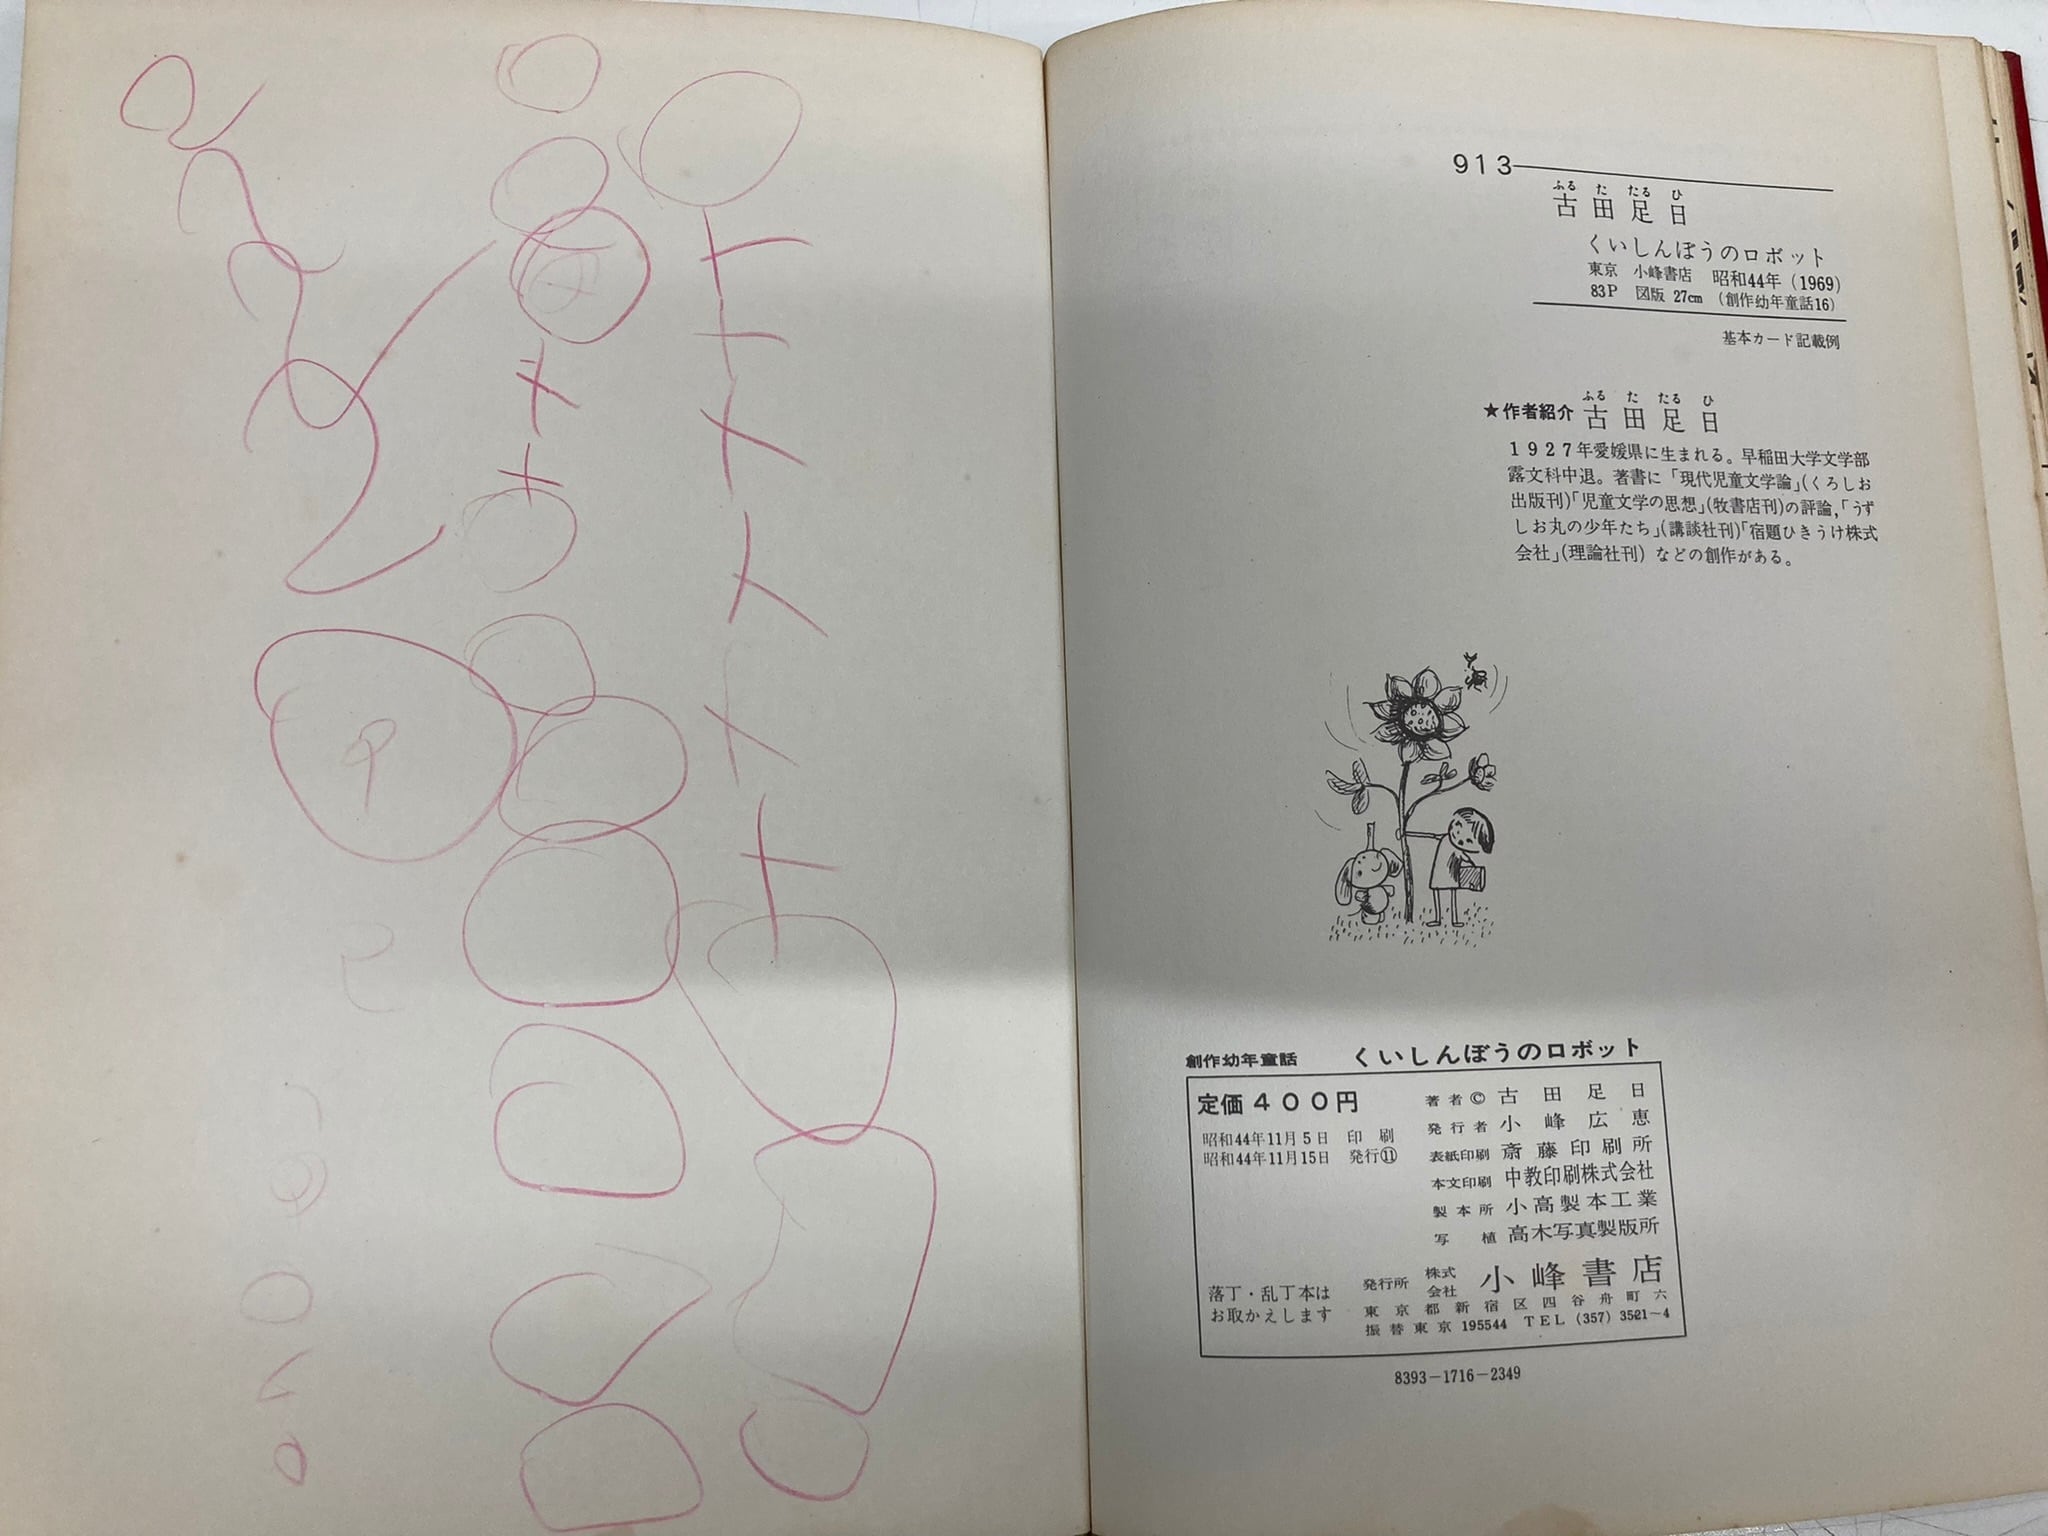 913
ふる た たる ひ
古田足日
くいしんぼうのロボット
東京 小峰書店 昭和44年(1969)
83P 図版 27cm (創作幼年童話16)
基本カード記載例
★作者紹介 古田足日
ふる た たる ひ
1927年愛媛県に生まれる。早稲田大学文学部
露文科中退。著書に「現代児童文学論」(くろしお
出版刊)「児童文学の思想」(牧書店刊)の評論,「うず
しお丸の少年たち」(講談社刊)「宿題ひきうけ株式
会社」(理論社刊) などの創作がある。
創作幼年童話 くいしんぼうのロボット
定価400円
昭和44年11月5日 印刷
昭和44年11月15日 発行⑪
著者© 古田足日
発行者 小峰広恵
表紙印刷 斎藤印刷所
本文印刷 中教印刷株式会社
製本所 小高製本工業
写植 高木写真製版所
落丁・乱丁本は
お取かえします
発行所 株式会社 小峰書店
東京都新宿区四谷舟町六
振替東京195544 TEL(357)3521~4
8393-1716-2349